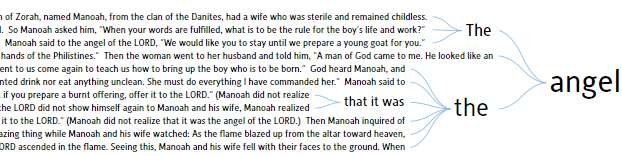 n of Zorah, named Manoah, from the clan of the Danites, had a wife who was sterile and remained childless.
So Manoah asked him, "When your words are fulfilled, what is to be the rule for the boy's life and work?"
Manoah said to the angel of the LORD, "We would like you to stay until we prepare a young goat for you."
hands of the Philistines." Then the woman went to her husband and told him, "A man of God came to me. He looked like an
ent to us come again to teach us how to bring up the boy who is to be born." God heard Manoah, and
nted drink nor eat anything unclean. She must do everything I have commanded her." Manoah said to
if you prepare a burnt offering, offer it to the LORD." (Manoah did not realize
the LORD did not show himself again to Manoah and his wife, Manoah realized
it to the LORD." (Manoah did not realize that it was the angel of the LORD.) Then Manoah inquired of
azing thing while Manoah and his wife watched: As the flame blazed up from the altar toward heaven,
ORD ascended in the flame. Seeing this, Manoah and his wife fell with their faces to the ground. When
The
that it was
the
angel